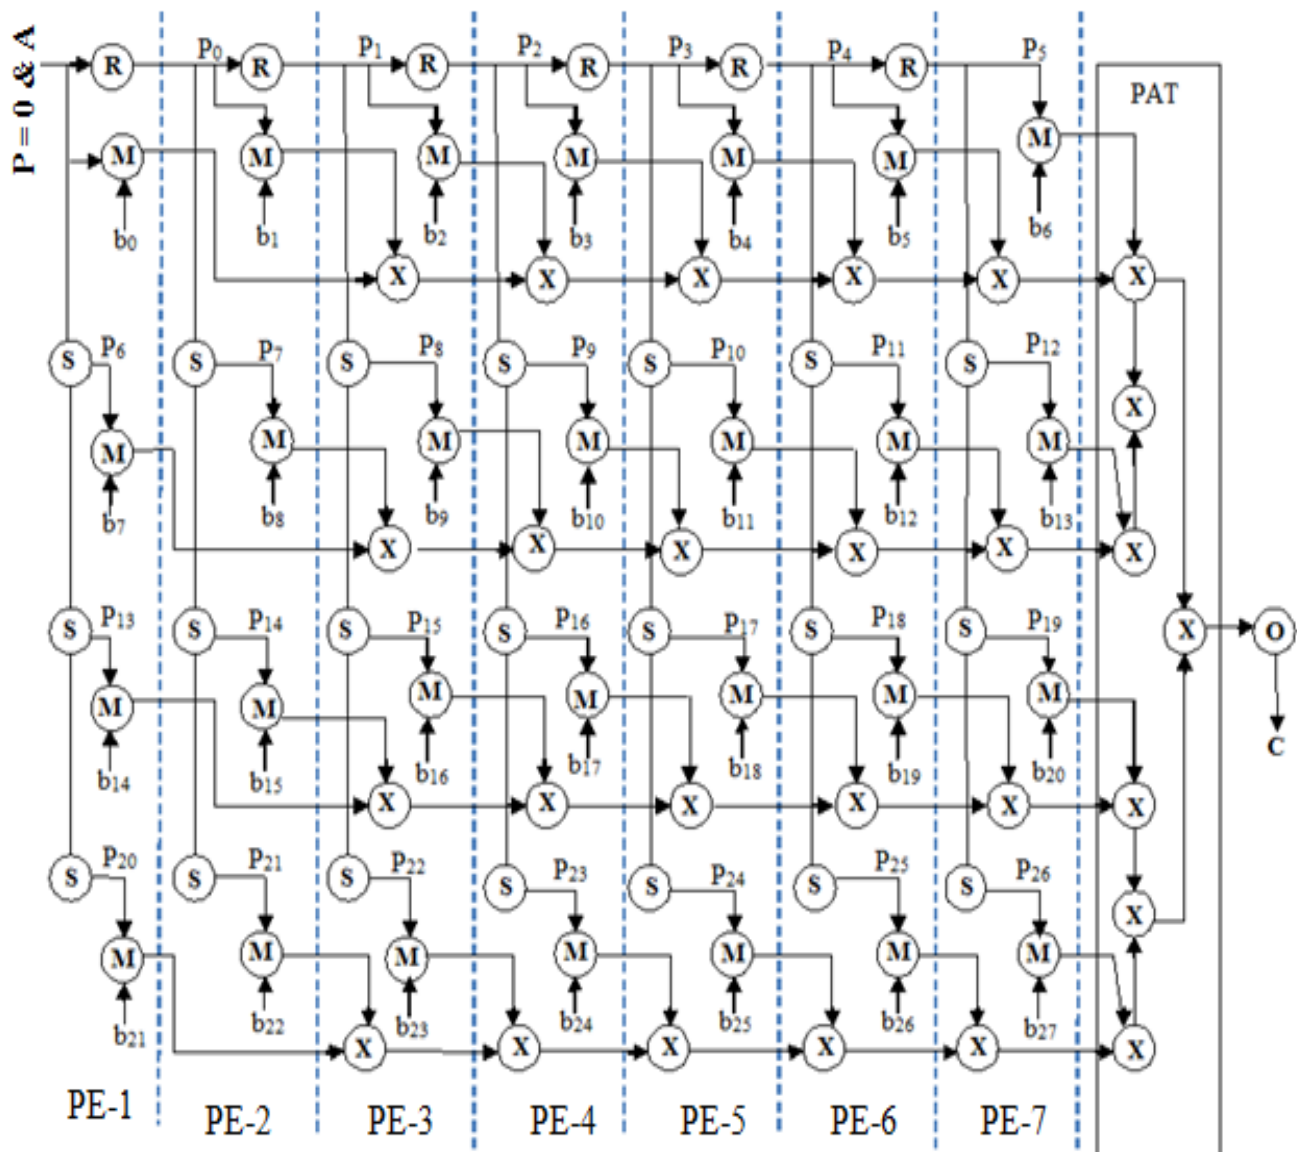 P = 0 & A
R P₀ R P₁ R P₂ R P₃ R P₄ R P₅
PAT
M M M M M M M
b₀ b₁ b₂ b₃ b₄ b₅ b₆
X X X X X X
S P₆ S P₇ S P₈ S P₉ S P₁₀ S P₁₁ S P₁₂
X
M M M M M M M
b₇ b₈ b₉ b₁₀ b₁₁ b₁₂ b₁₃
X X X X X X
S P₁₃ S P₁₄ S P₁₅ S P₁₆ S P₁₇ S P₁₈ S P₁₉ X O
M M M M M M M
b₁₄ b₁₅ b₁₆ b₁₇ b₁₈ b₁₉ b₂₀ C
X X X X X X
S P₂₀ S P₂₁ S P₂₂ S P₂₃ S P₂₄ S P₂₅ S P₂₆
X
M M M M M M M
b₂₁ b₂₂ b₂₃ b₂₄ b₂₅ b₂₆ b₂₇
X X X X X X
PE-1 PE-2 PE-3 PE-4 PE-5 PE-6 PE-7